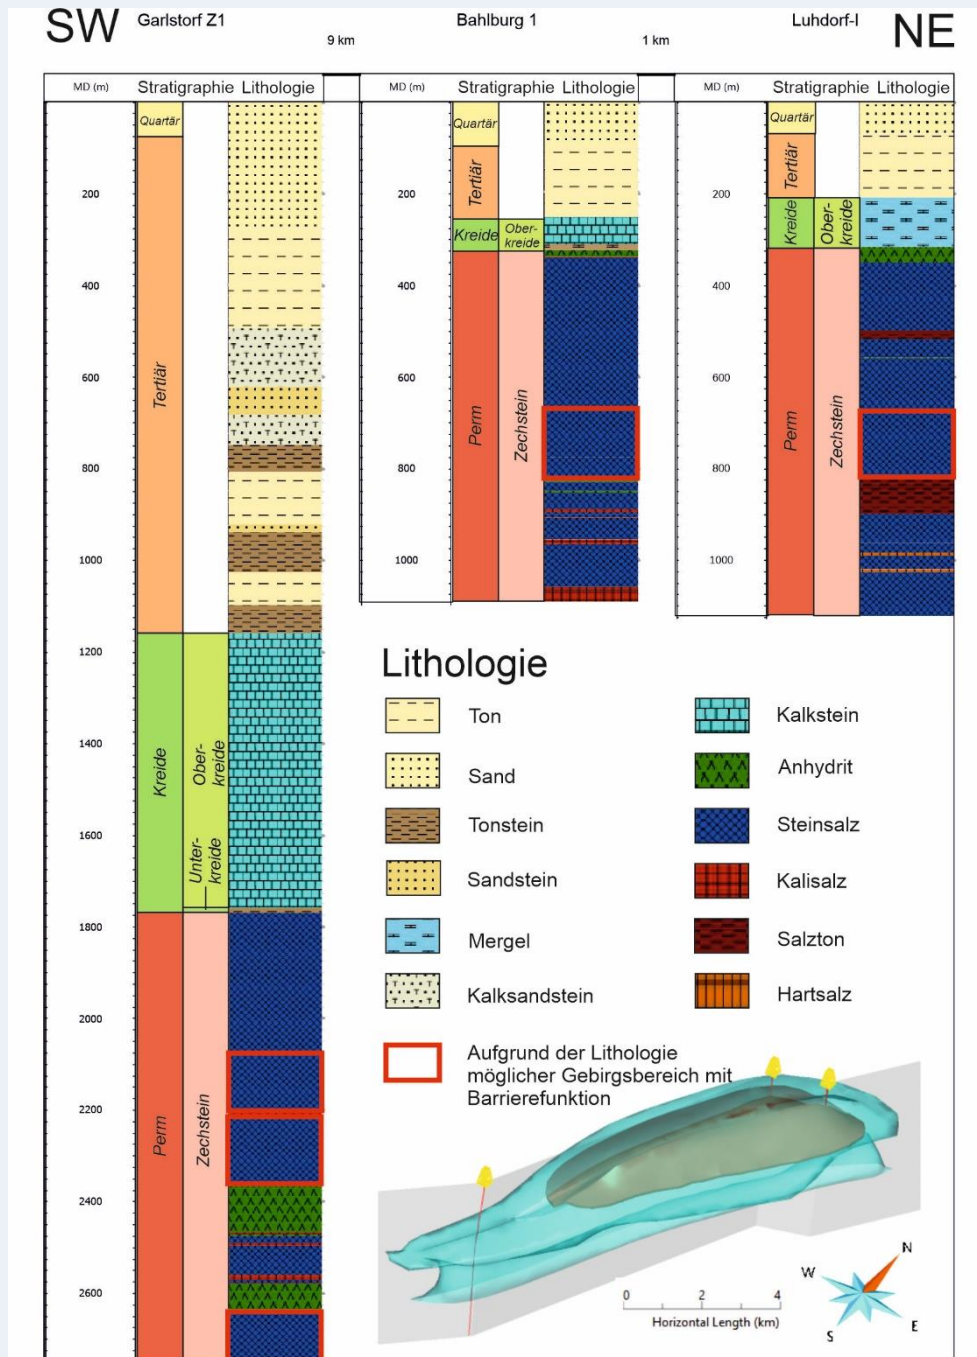 SW
Garlstorf Z1
9 km
Bahlburg 1
1 km
Luhdorf-I
NE
MD (m)
Stratigraphie
Lithologie
MD (m)
Stratigraphie
Lithologie
MD (m)
Stratigraphie
Lithologie
200
400
600
800
1000
1200
1400
1600
1800
2000
2200
2400
2600
Quartär
Tertiär
Kreide
Ober-
kreide
Unter-
kreide
Perm
Zechstein
200
400
600
800
1000
Quartär
Tertiär
Kreide
Ober-
kreide
Perm
Zechstein
200
400
600
800
1000
Quartär
Tertiär
Kreide
Ober-
kreide
Perm
Zechstein
Lithologie
Ton
Sand
Tonstein
Sandstein
Mergel
Kalksandstein
Kalkstein
Anhydrit
Steinsalz
Kalisalz
Salzton
Hartsalz
Aufgrund der Lithologie
möglicher Gebirgsbereich mit
Barrierefunktion
0
2
4
Horizontal Length (km)
N
W
S
E